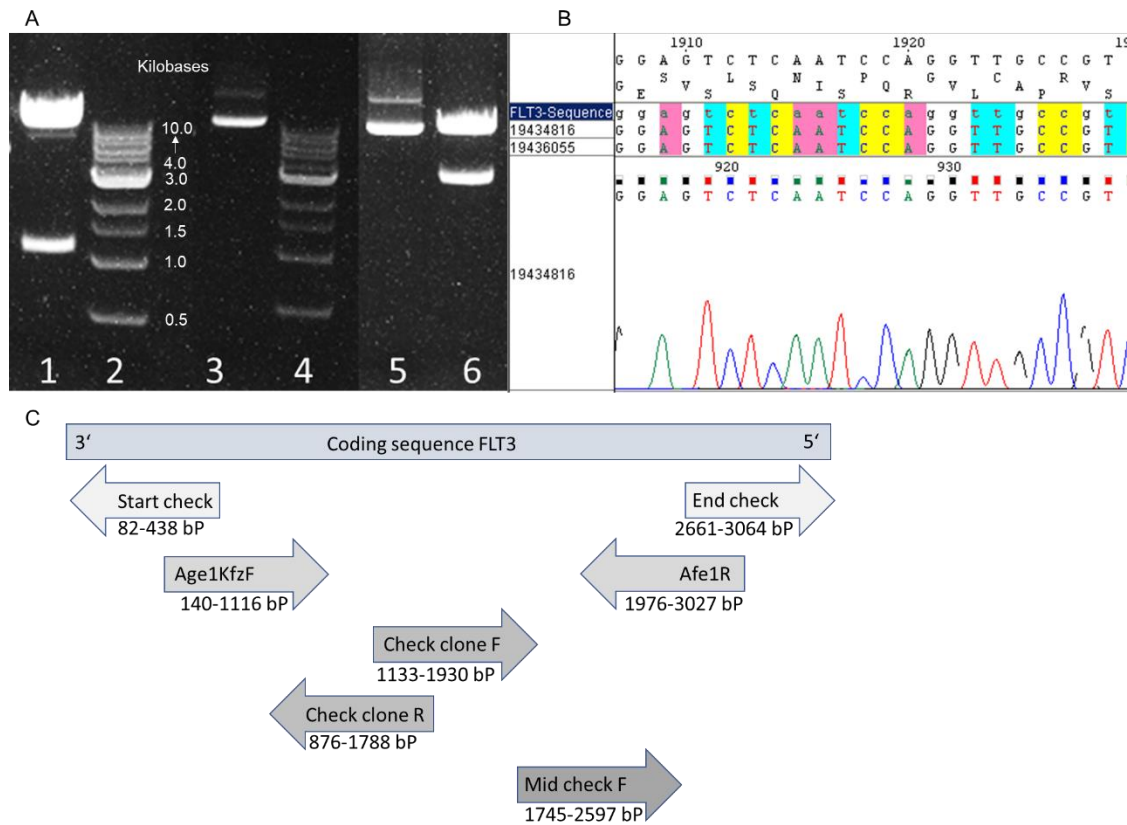 A
B
Kilobases
10.0
4.0
3.0
2.0
1.5
1.0
0.5
1 2 3 4 5 6
1910 1920 19
G G A G T C T C A A T C C A G G T T G C C G T
G S V L N I P G C R
G E S Q S Q R V L A P V S
FLT3-Sequence g g a g t c t c a a t c c a g g t t g c c g t
19434816 G G A G T C T C A A T C C A G G T T G C C G T
19436055 G G A G T C T C A A T C C A G G T T G C C G T
920 930
G G A G T C T C A A T C C A G G T T G C C G T
19434816
C
3‘ Coding sequence FLT3 5‘
Start check
82-438 bP
End check
2661-3064 bP
Age1KfzF
140-1116 bP
Afe1R
1976-3027 bP
Check clone F
1133-1930 bP
Check clone R
876-1788 bP
Mid check F
1745-2597 bP